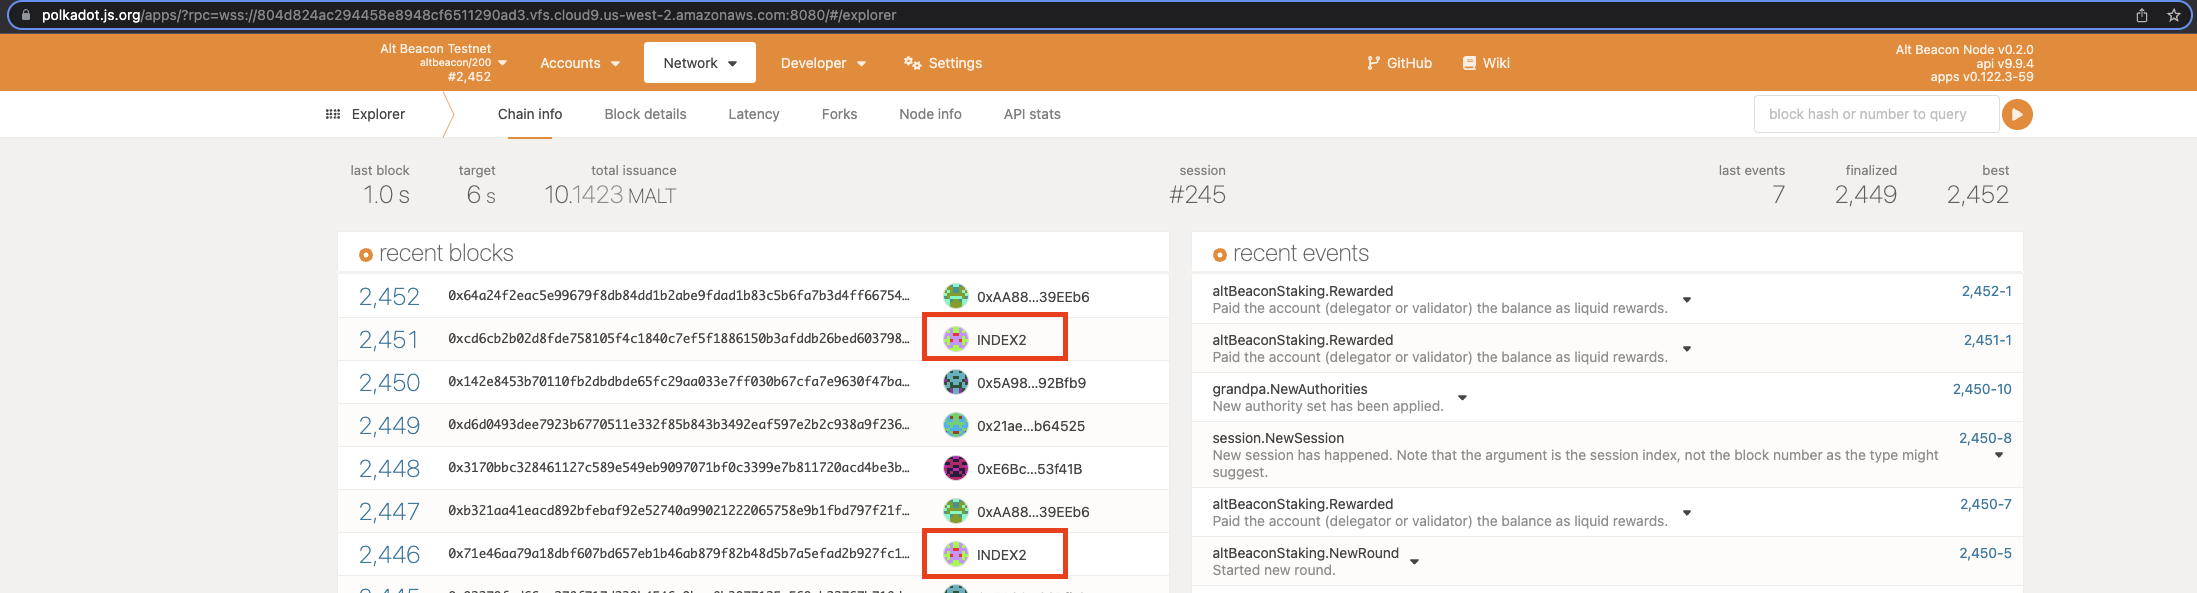 polkadot.js.org/apps/?rpc=wss://804d824ac294458e8948cf6511290ad3.vfs.cloud9.us-west-2.amazonaws.com:8080/#/explorer
Alt Beacon Testnet
altbeacon/200
#2,452
Accounts
Network
Developer
Settings
GitHub
Wiki
Alt Beacon Node v0.2.0
api v9.9.4
apps v0.122.3-59
Explorer
Chain info
Block details
Latency
Forks
Node info
API stats
block hash or number to query
last block
1.0 s
target
6 s
total issuance
10.1423 MALT
session
#245
last events
7
finalized
2,449
best
2,452
recent blocks
2,452 0x64a24f2eac5e99679f8db84dd1b2abe9fdad1b83c5b6fa7b3d4ff66754… 0xAA88…39EEb6
2,451 0xcd6cb2b02d8fde758105f4c1840c7ef5f1886150b3afddb26bed603798… INDEX2
2,450 0x142e8453b70110fb2dbdbde65fc29aa033e7ff030b67cfa7e9630f47ba… 0x5A98…92Bfb9
2,449 0xd6d0493dee7923b6770511e332f85b843b3492eaf597e2b2c938a9f236… 0x21ae…b64525
2,448 0x3170bbc328461127c589e549eb9097071bf0c3399e7b811720acd4be3b… 0xE6Bc…53f41B
2,447 0xb321aa41eacd892bfebaf92e52740a99021222065758e9b1fbd797f21f… 0xAA88…39EEb6
2,446 0x71e46aa79a18dbf607bd657eb1b46ab879f82b48d5b7a5efad2b927fc1… INDEX2
recent events
altBeaconStaking.Rewarded 2,452-1
Paid the account (delegator or validator) the balance as liquid rewards.
altBeaconStaking.Rewarded 2,451-1
Paid the account (delegator or validator) the balance as liquid rewards.
grandpa.NewAuthorities 2,450-10
New authority set has been applied.
session.NewSession 2,450-8
New session has happened. Note that the argument is the session index, not the block number as the type might
suggest.
altBeaconStaking.Rewarded 2,450-7
Paid the account (delegator or validator) the balance as liquid rewards.
altBeaconStaking.NewRound 2,450-5
Started new round.